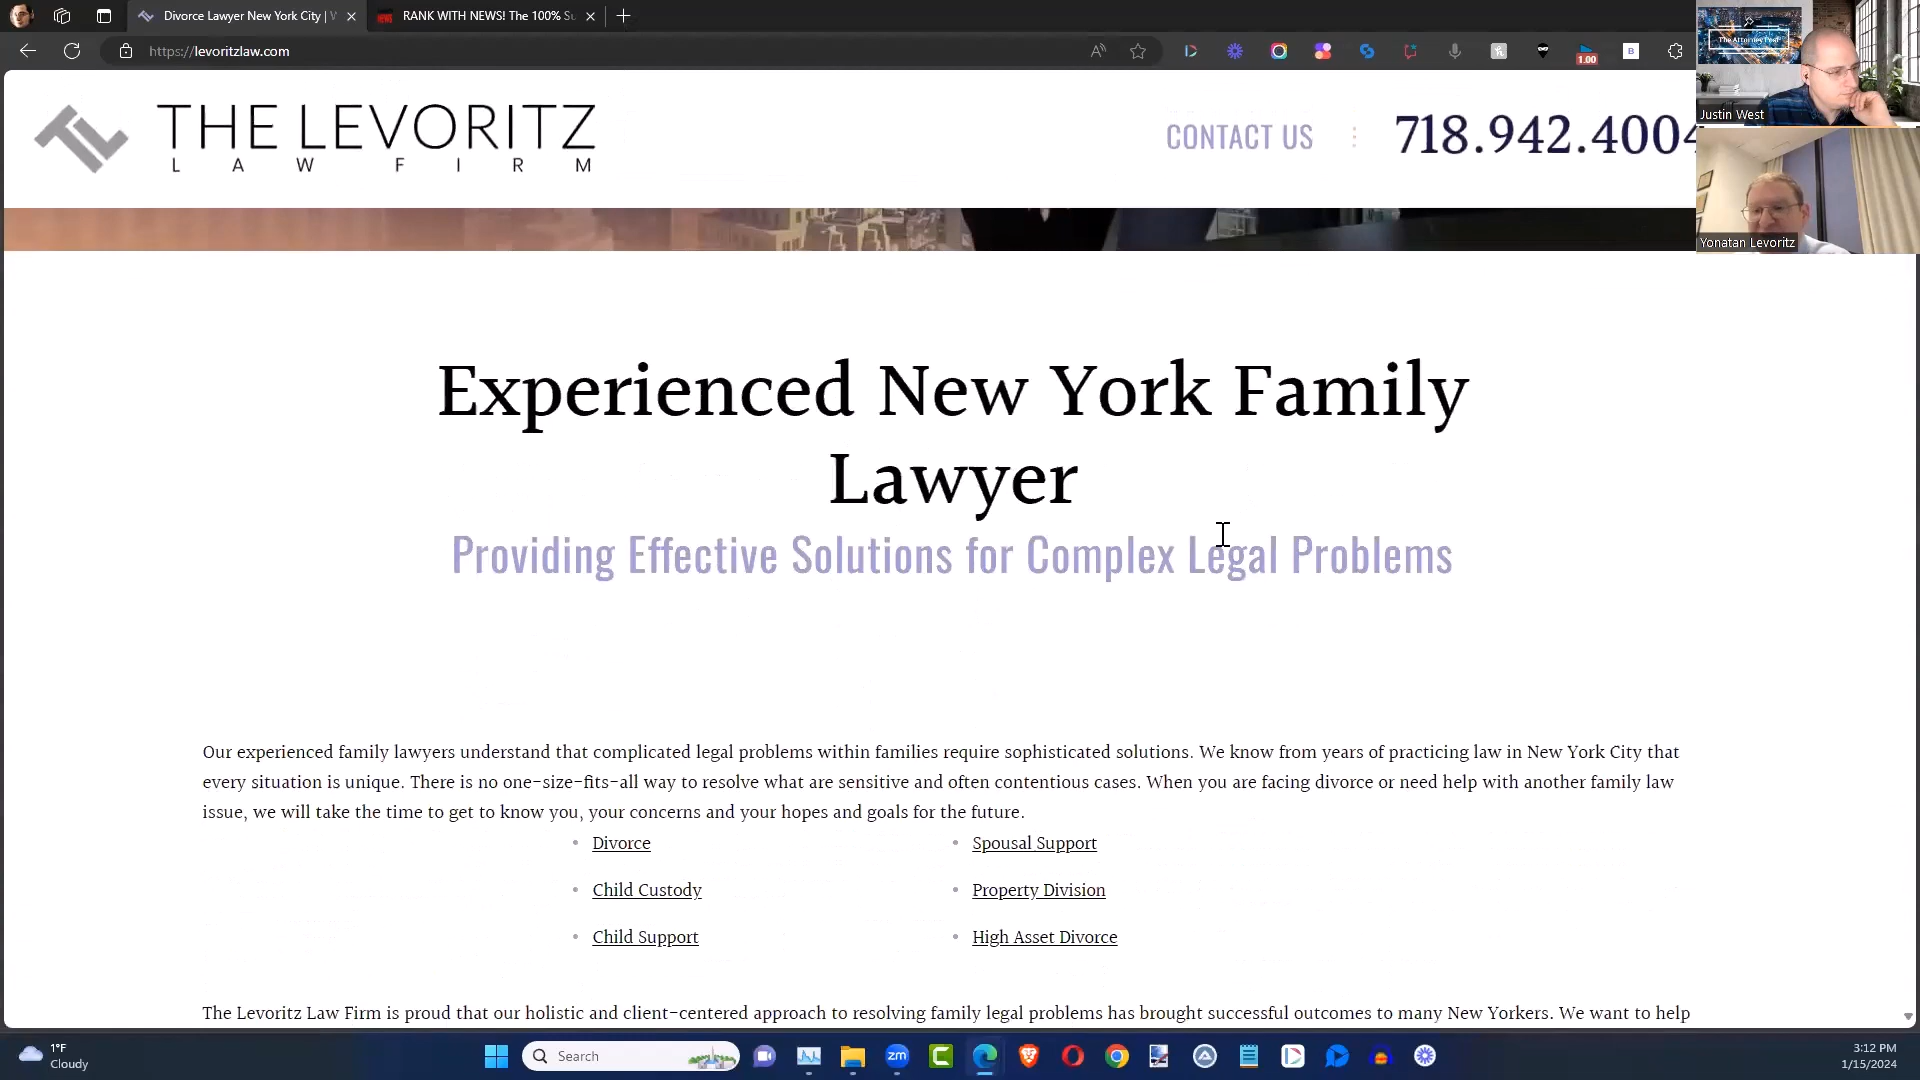 Divorce Lawyer New York City |
RANK WITH NEWS! The 100% Su
https://levoritzlaw.com
1.00
B
The Attorney Post
Justin West
Yonatan Levoritz
THE LEVORITZ
LAW FIRM
CONTACT US
718.942.4004
Experienced New York Family
Lawyer
Providing Effective Solutions for Complex Legal Problems
Our experienced family lawyers understand that complicated legal problems within families require sophisticated solutions. We know from years of practicing law in New York City that
every situation is unique. There is no one-size-fits-all way to resolve what are sensitive and often contentious cases. When you are facing divorce or need help with another family law
issue, we will take the time to get to know you, your concerns and your hopes and goals for the future.
• Divorce
• Spousal Support
• Child Custody
• Property Division
• Child Support
• High Asset Divorce
The Levoritz Law Firm is proud that our holistic and client-centered approach to resolving family legal problems has brought successful outcomes to many New Yorkers. We want to help
1°F
Cloudy
Search
zm
3:12 PM
1/15/2024